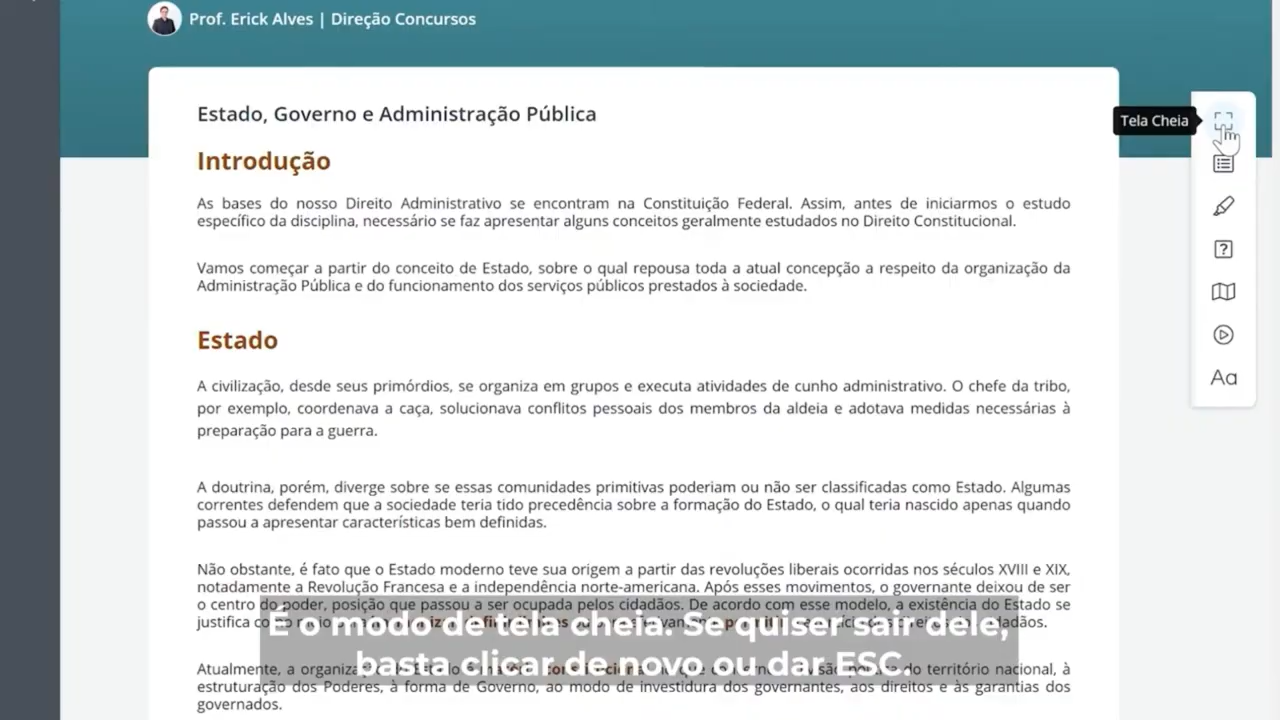 Prof. Erick Alves | Direção Concursos
Estado, Governo e Administração Pública
Tela Cheia
Introdução
As bases do nosso Direito Administrativo se encontram na Constituição Federal. Assim, antes de iniciarmos o estudo
específico da disciplina, necessário se faz apresentar alguns conceitos geralmente estudados no Direito Constitucional.
Vamos começar a partir do conceito de Estado, sobre o qual repousa toda a atual concepção a respeito da organização da
Administração Pública e do funcionamento dos serviços públicos prestados à sociedade.
Estado
Aa
A civilização, desde seus primórdios, se organiza em grupos e executa atividades de cunho administrativo. O chefe da tribo,
por exemplo, coordenava a caça, solucionava conflitos pessoais dos membros da aldeia e adotava medidas necessárias à
preparação para a guerra.
A doutrina, porém, diverge sobre se essas comunidades primitivas poderiam ou não ser classificadas como Estado. Algumas
correntes defendem que a sociedade teria tido precedência sobre a formação do Estado, o qual teria nascido apenas quando
passou a apresentar características bem definidas.
Não obstante, é fato que o Estado moderno teve sua origem a partir das revoluções liberais ocorridas nos séculos XVIII e XIX,
notadamente a Revolução Francesa e a independência norte-americana. Após esses movimentos, o governante deixou de ser
o centro do poder, posição que passou a ser ocupada pelos cidadãos. De acordo com esse modelo, a existência do Estado se
justifica
É o modo de tela cheia. Se quiser sair dele,
basta clicar de novo ou dar ESC.
Atualmente, a do território nacional, à
estruturação dos Poderes, à forma de Governo, ao modo de investidura dos governantes, aos direitos e às garantias dos
governados.